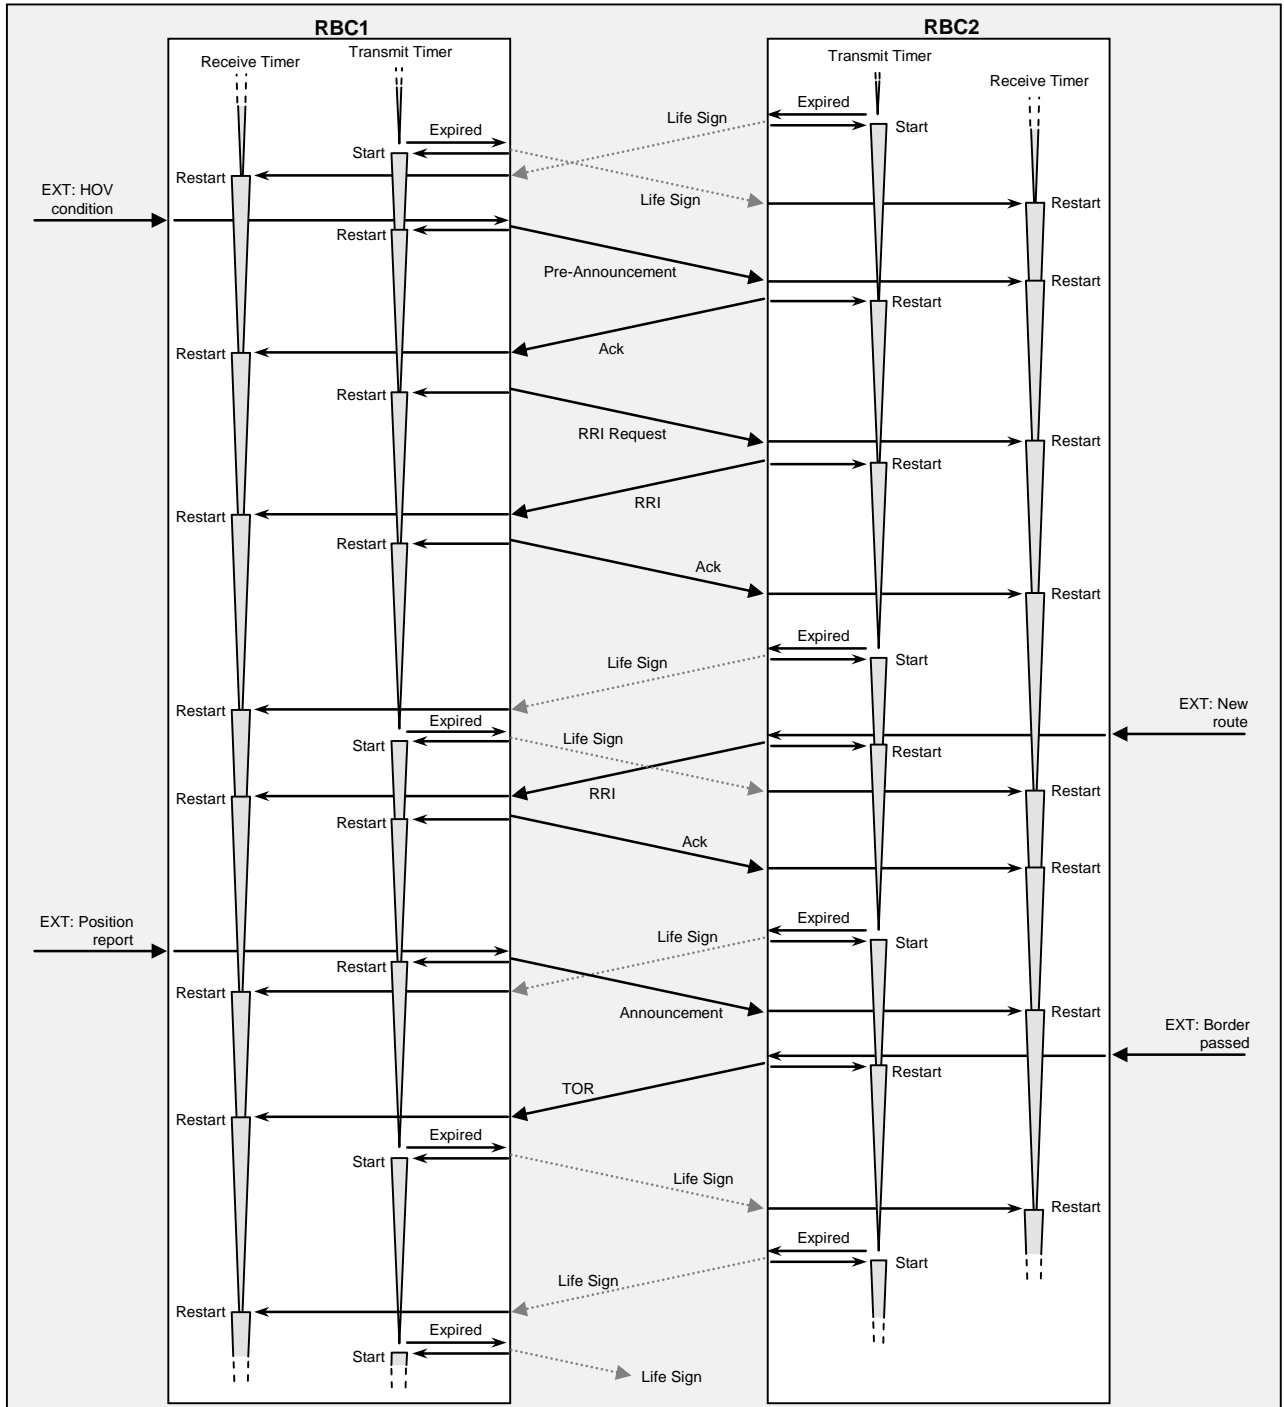 RBC1
RBC2
Transmit Timer
Transmit Timer
Receive Timer
Receive Timer
Expired
Life Sign
Start
Expired
Start
Restart
EXT: HOV
condition
Life Sign
Restart
Restart
Pre-Announcement
Restart
Restart
Ack
Restart
Restart
RRI Request
Restart
Restart
RRI
Restart
Restart
Ack
Restart
Expired
Life Sign
Start
Restart
Expired
EXT: New
route
Start
Life Sign
Restart
RRI
Restart
Restart
Restart
Ack
Restart
EXT: Position
report
Expired
Life Sign
Start
Restart
Restart
Announcement
Restart
EXT: Border
passed
Restart
TOR
Restart
Expired
Start
Life Sign
Restart
Expired
Start
Life Sign
Restart
Expired
Start
Life Sign